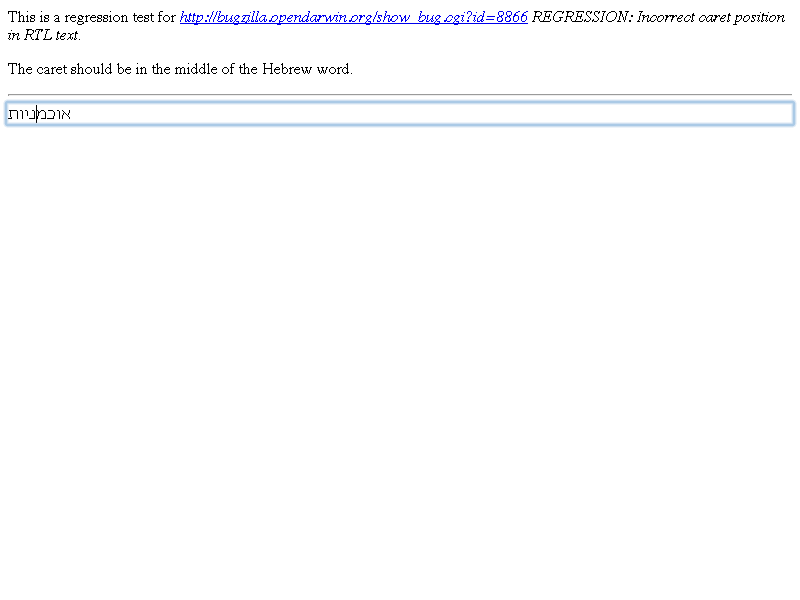 This is a regression test for http://bugzilla.opendarwin.org/show_bug.cgi?id=8866 REGRESSION: Incorrect caret position
in RTL text.
The caret should be in the middle of the Hebrew word.
אוכמניות